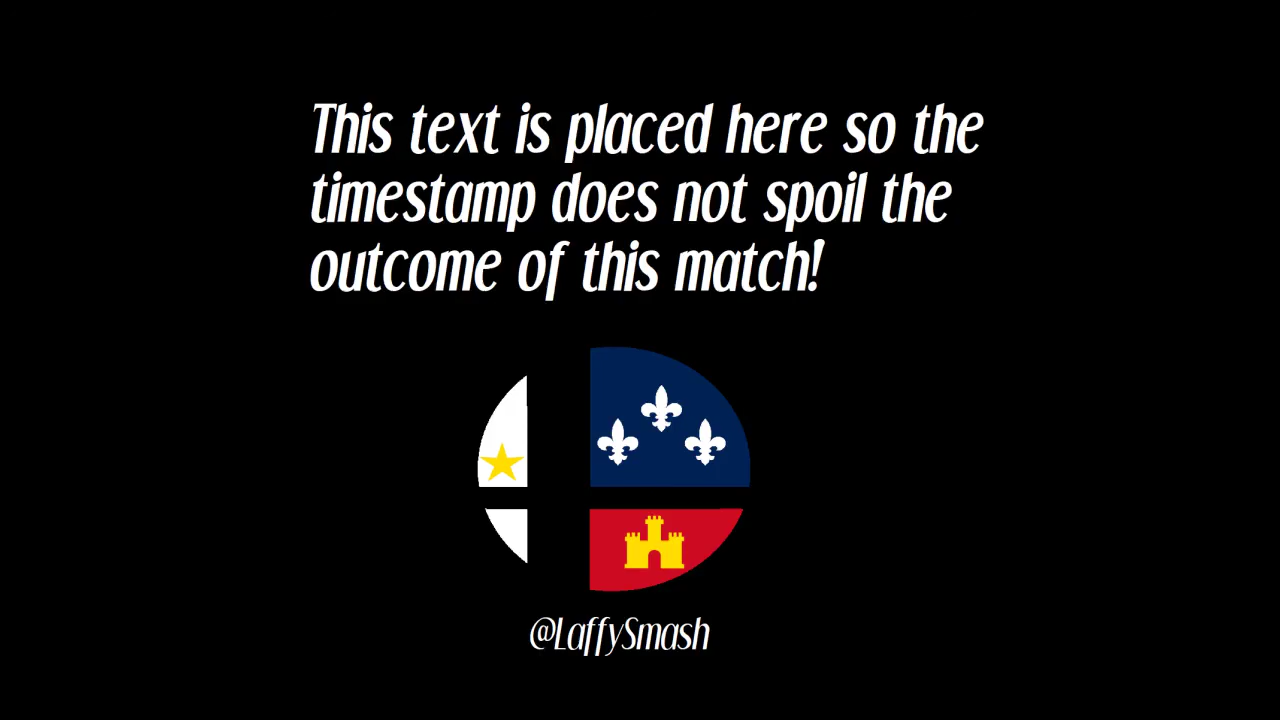 This text is placed here so the
timestamp does not spoil the
outcome of this match!
@LaffySmash